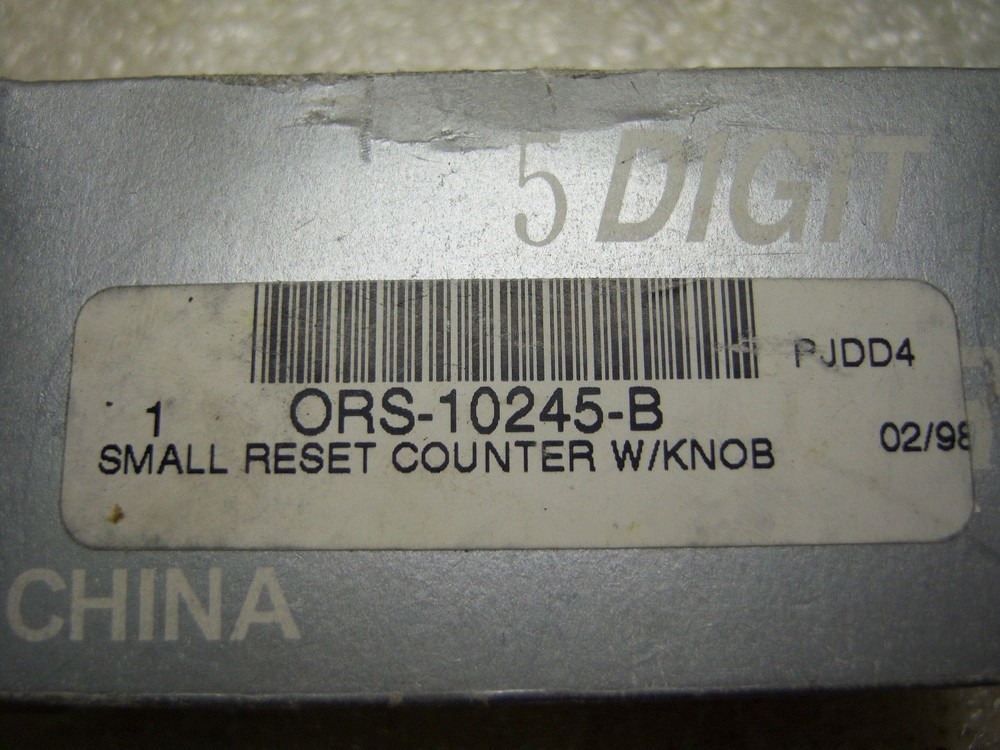 5 DIGIT
PJDD4
1 ORS-10245-B
SMALL RESET COUNTER W/KNOB 02/98
CHINA